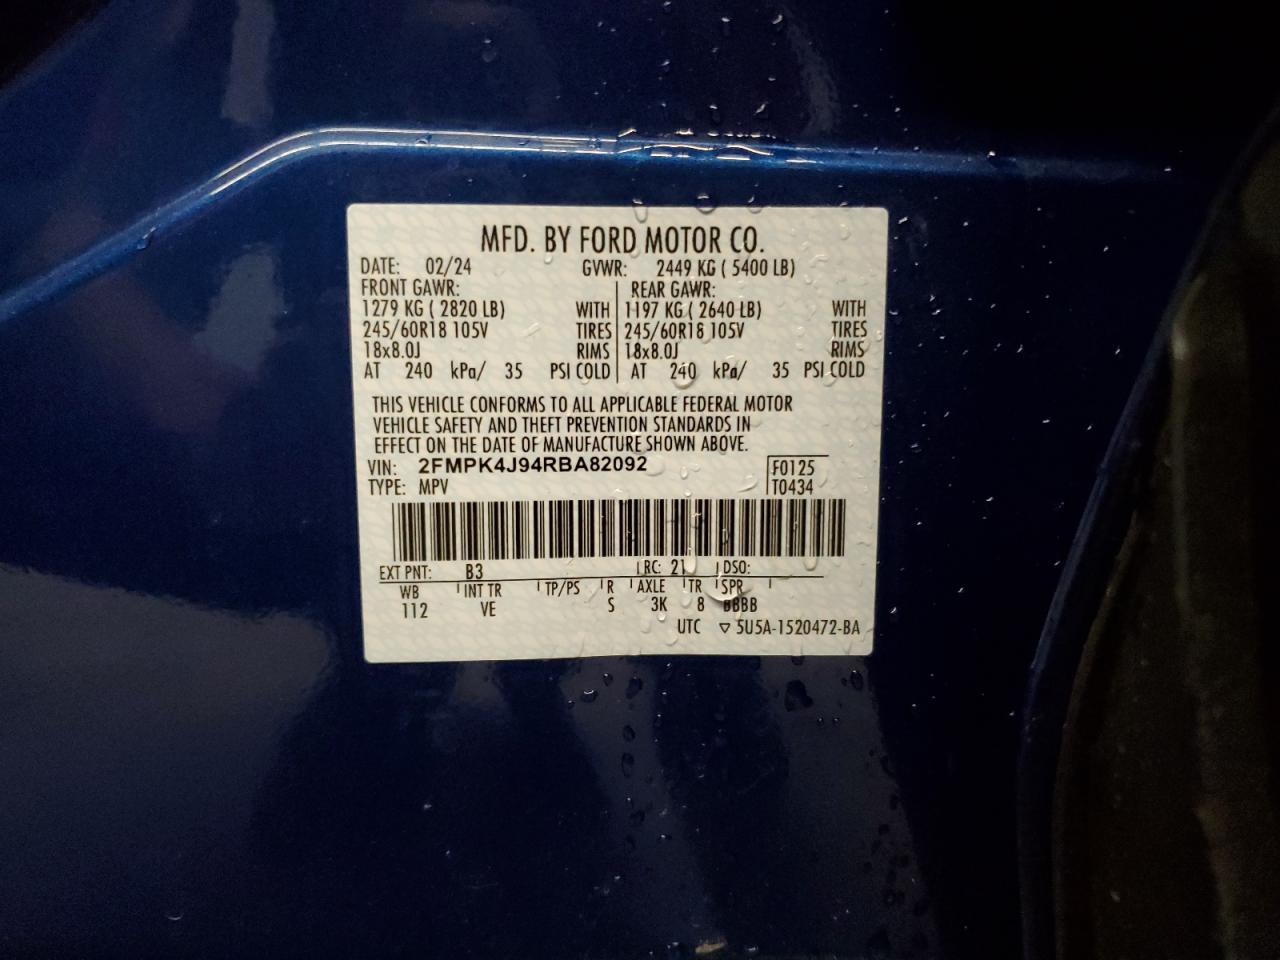 MFD. BY FORD MOTOR CO.
DATE: 02/24 GVWR: 2449 KG ( 5400 LB)
FRONT GAWR: REAR GAWR:
1279 KG ( 2820 LB) WITH 1197 KG ( 2640 LB) WITH
245/60R18 105V TIRES 245/60R18 105V TIRES
18x8.0J RIMS 18x8.0J RIMS
AT 240 kPa/ 35 PSI COLD AT 240 kPa/ 35 PSI COLD
THIS VEHICLE CONFORMS TO ALL APPLICABLE FEDERAL MOTOR
VEHICLE SAFETY AND THEFT PREVENTION STANDARDS IN
EFFECT ON THE DATE OF MANUFACTURE SHOWN ABOVE.
VIN: 2FMPK4J94RBA82092 F0125
TYPE: MPV T0434
EXT PNT: B3 RC: 21 DSO:
WB INT TR TP/PS R AXLE TR SPR
112 VE S 3K 8 BBBB
UTC ▽ 5U5A-1520472-BA